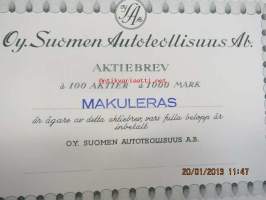 SA
Oy. Suomen Autoteollisuus Ab.
AKTIEBREV
à 100 AKTIER à 1000 MARK
MAKULERAS
är ägare av detta aktiebrev, vars fulla belopp är
inbetalt
OY. SUOMEN AUTOTEOLLISUUS A.B.
20/01/2013 11:47